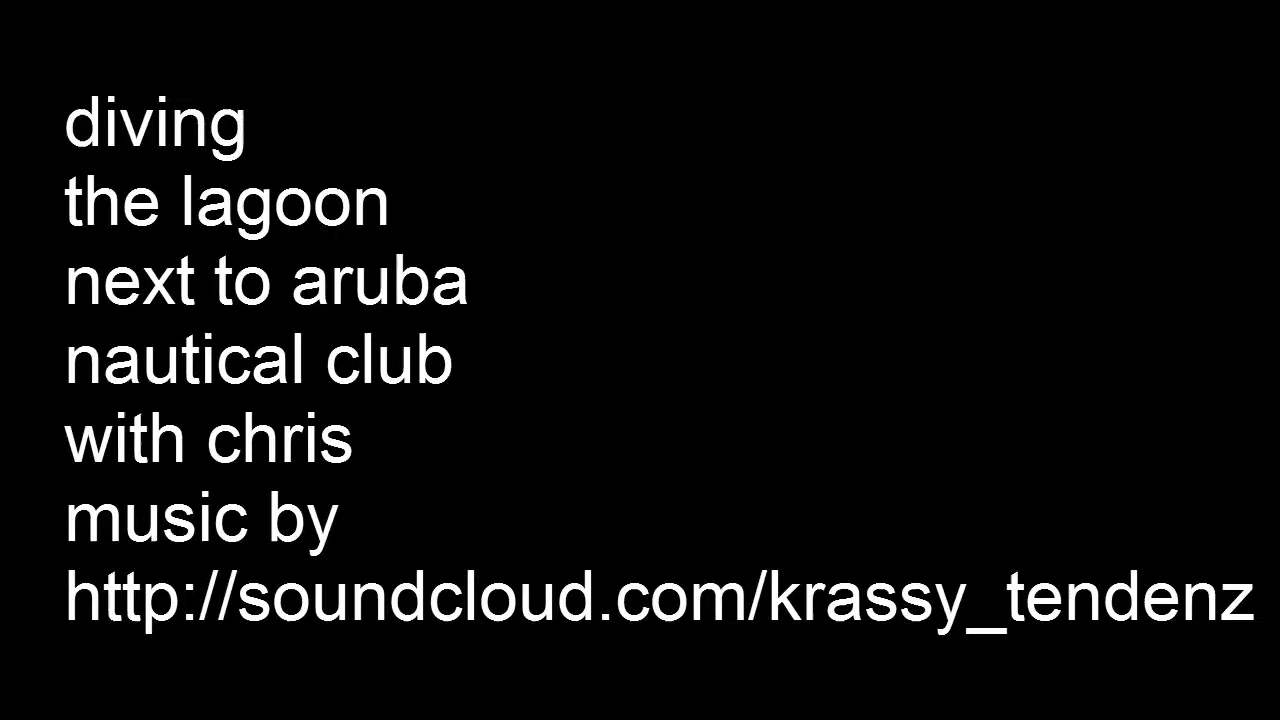 diving
the lagoon
next to aruba
nautical club
with chris
music by
http://soundcloud.com/krassy_tendenz